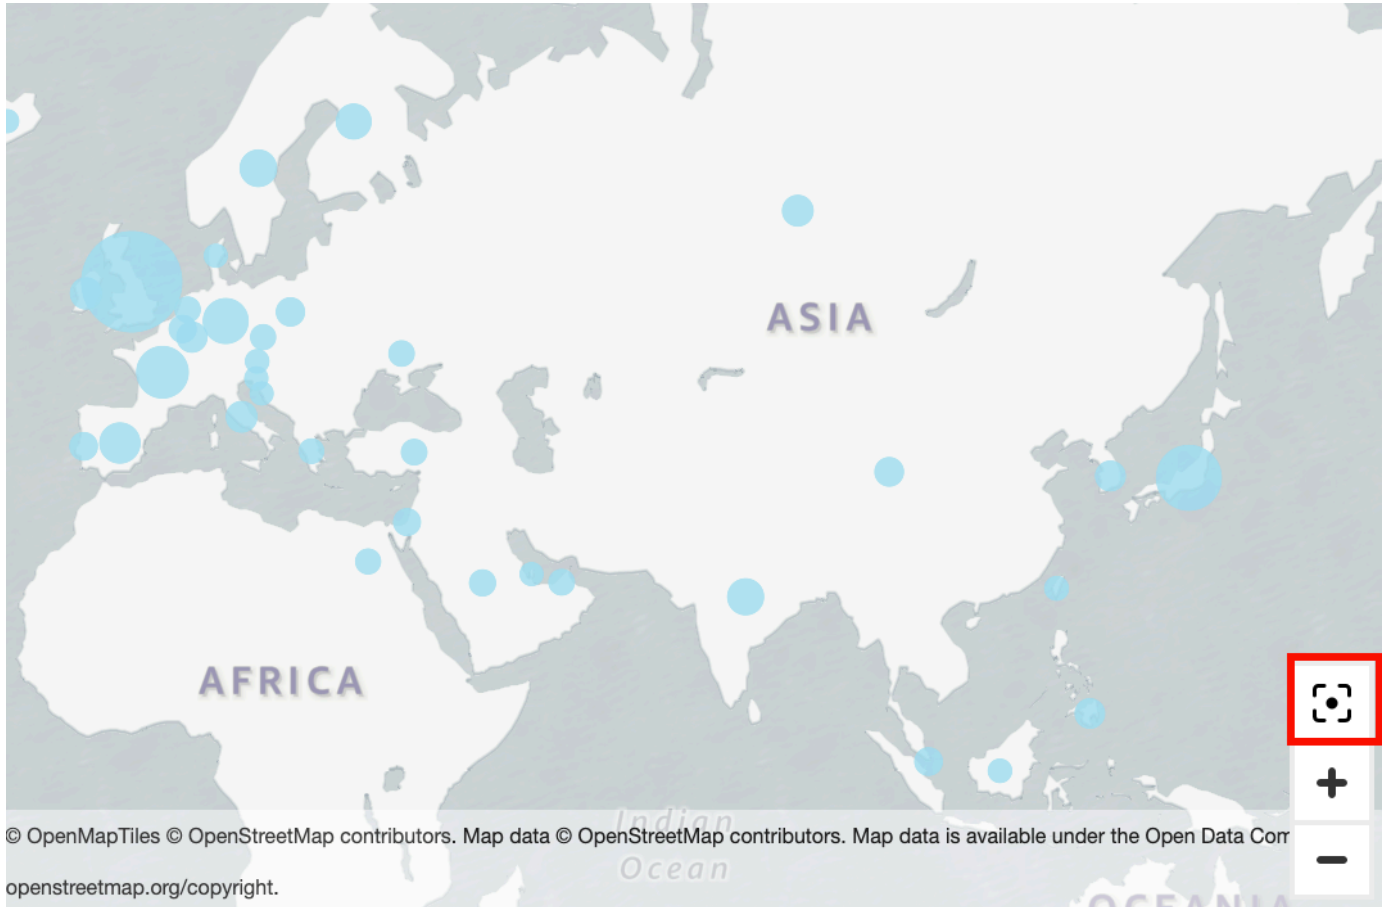 ASIA
AFRICA
Indian
© OpenMapTiles © OpenStreetMap contributors. Map data © OpenStreetMap contributors. Map data is available under the Open Data Com
Ocean
openstreetmap.org/copyright.
OCEANIA